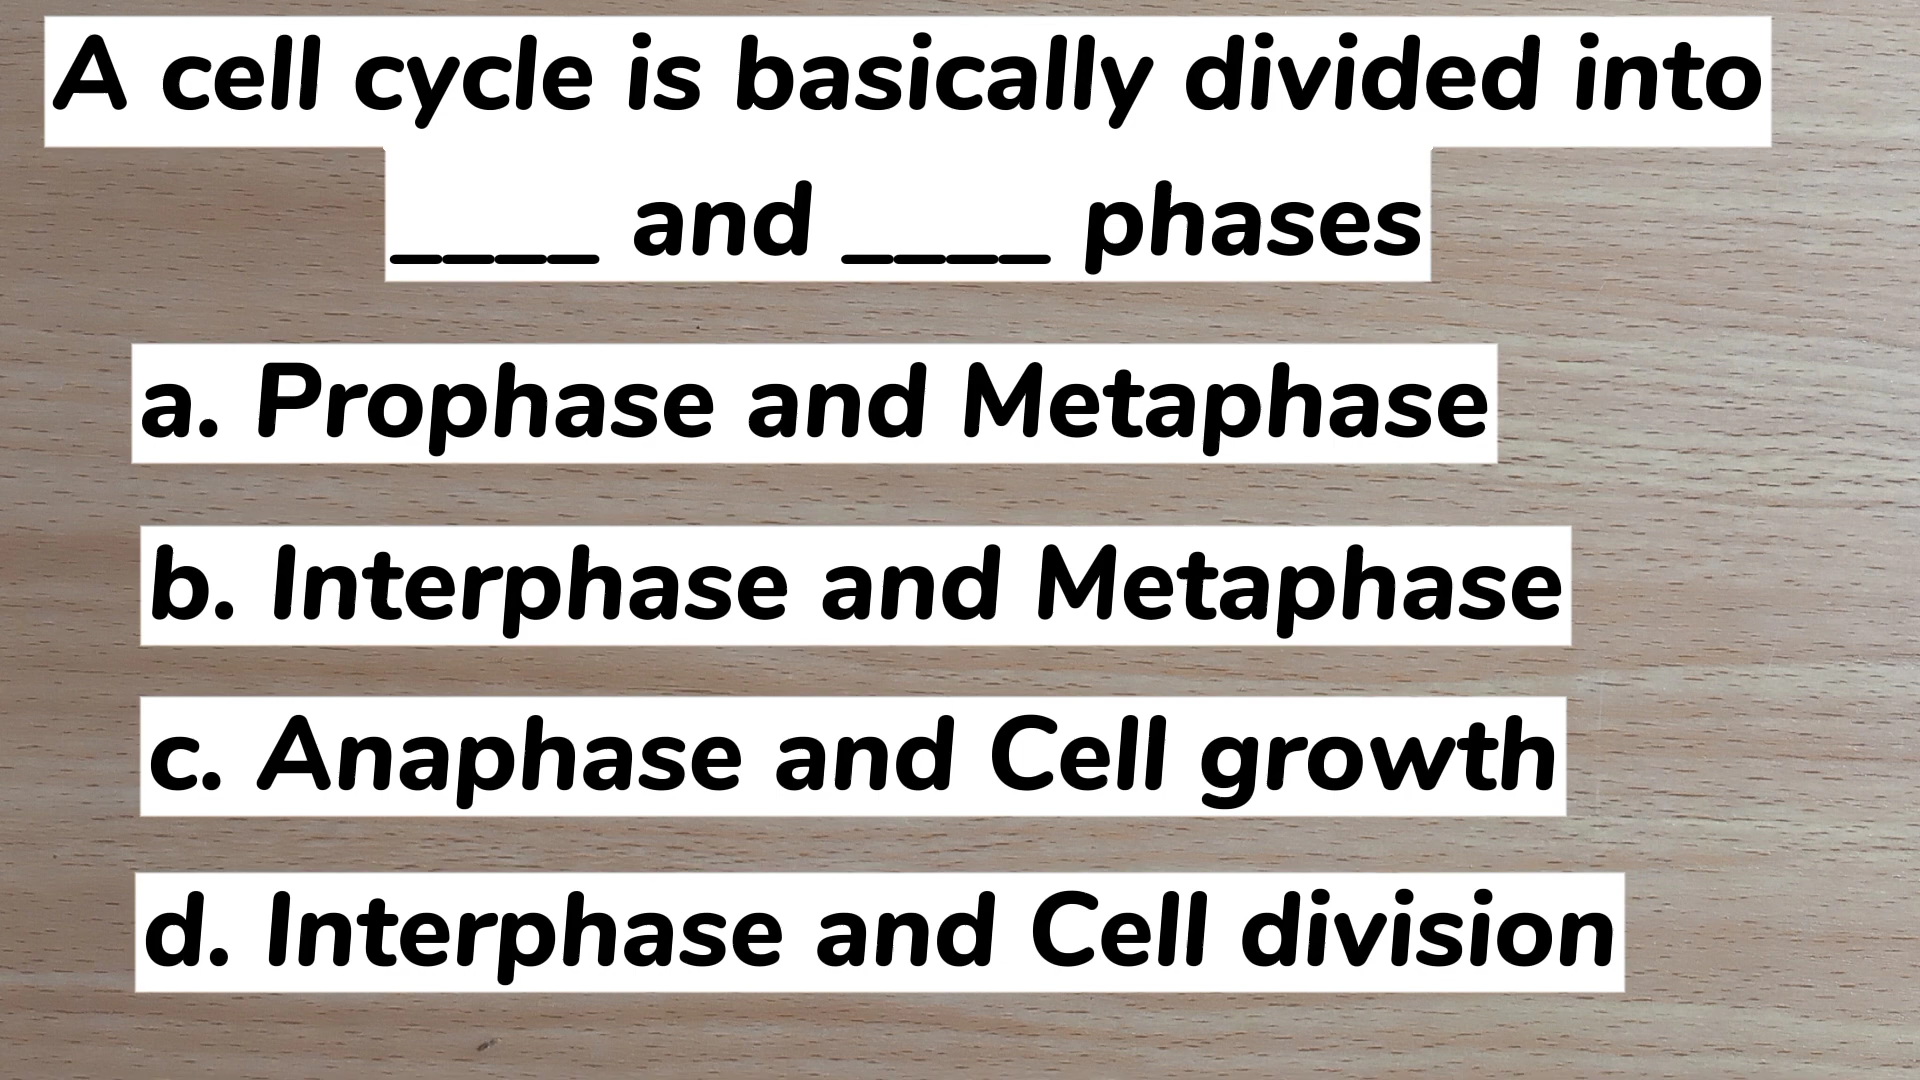 A cell cycle is basically divided into
____ and ____ phases
a. Prophase and Metaphase
b. Interphase and Metaphase
c. Anaphase and Cell growth
d. Interphase and Cell division